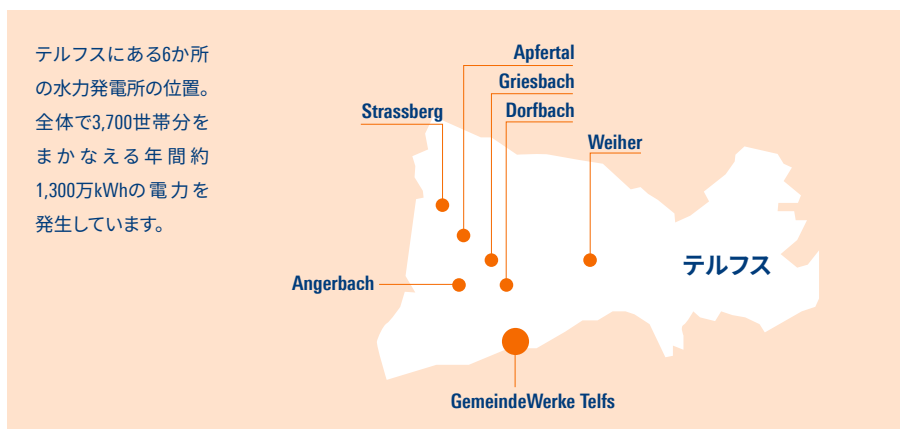 テルフスにある6か所
の水力発電所の位置。
全体で3,700世帯分を
まかなえる年間約
1,300万kWhの電力を
発生しています。
Apfertal
Griesbach
Strassberg
Dorfbach
Weiher
テルフス
Angerbach
GemeindeWerke Telfs